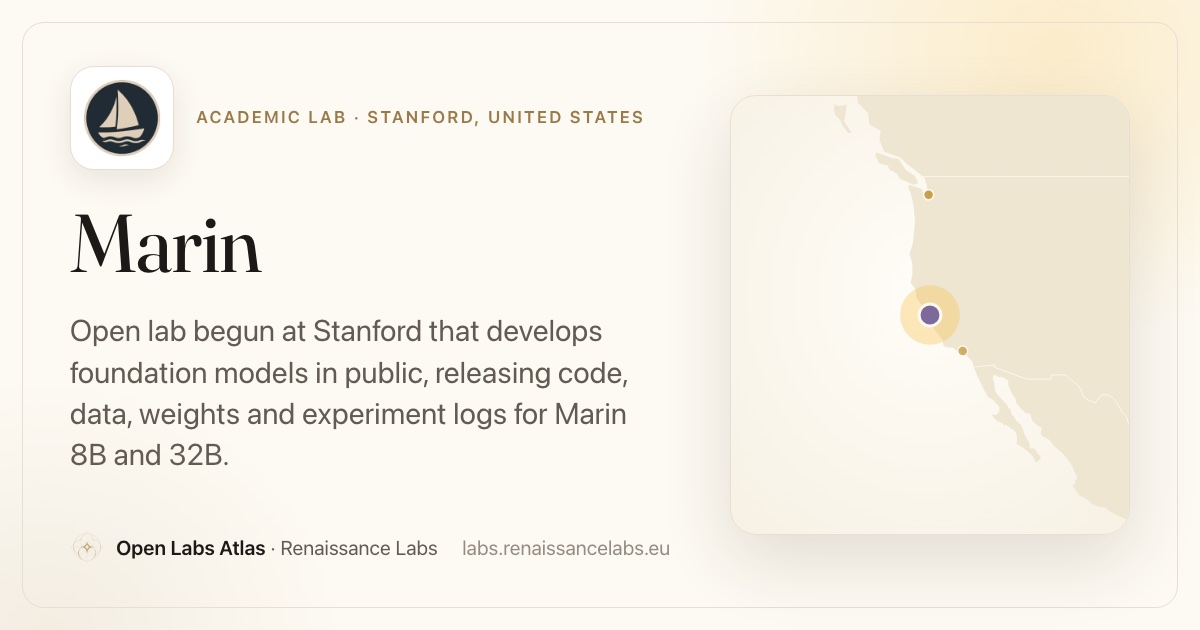 ACADEMIC LAB · STANFORD, UNITED STATES
Marin
Open lab begun at Stanford that develops
foundation models in public, releasing code,
data, weights and experiment logs for Marin
8B and 32B.
Open Labs Atlas · Renaissance Labs labs.renaissancelabs.eu